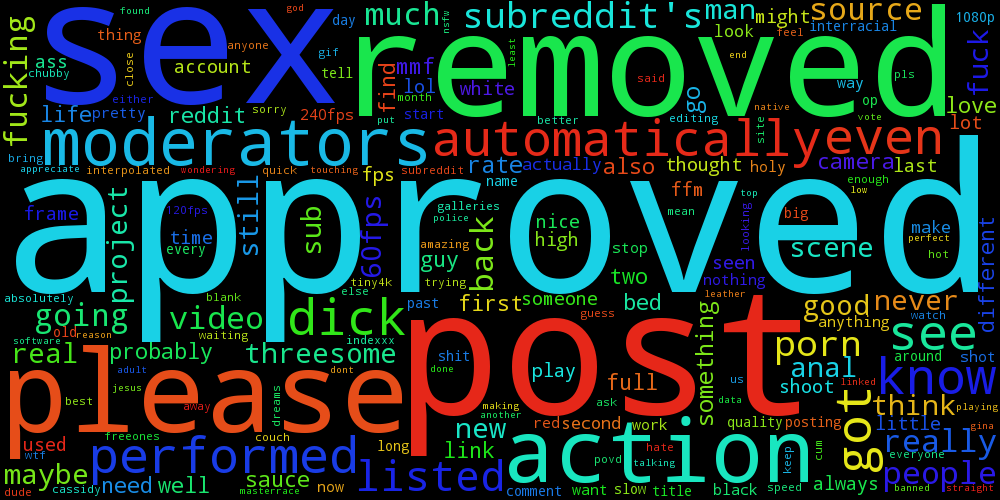 fucking found god day much subreddit's man might source 1080p
thing anyone nsfw look feel interracial
ass close gif mmf least end
chubby account tell find lol white said way pls fuck
sex removed
life pretty either reddit sorry 240fps month start go op love
put better editing site native vote lot
moderators automatically even
bring rate actually also thought holy camera last
appreciate interpolated wondering quick touching fps subreddit name ffm enough low
frame project 120fps still sub 60fps galleries police nice high mean looking top big make perfect
time every amazing guy back stop scene hot different
approved
absolutely blank else tiny4k trying two seen nothing leather
going video dick past first someone bed good never
old reason waiting indexxx guess something anything watch
software real probably threesome shit play us porn see
adult dont done full anal around shot
please post
jesus away dreams making another ask data shoot linked know
best freeones couch red second work hate quality posting got think playing
used wtf long new link action little gina
performed povd talking keep cum really everyone
maybe cassidy need well sauce listed
dude masterrace now comment want slow title black speed always banned people straight